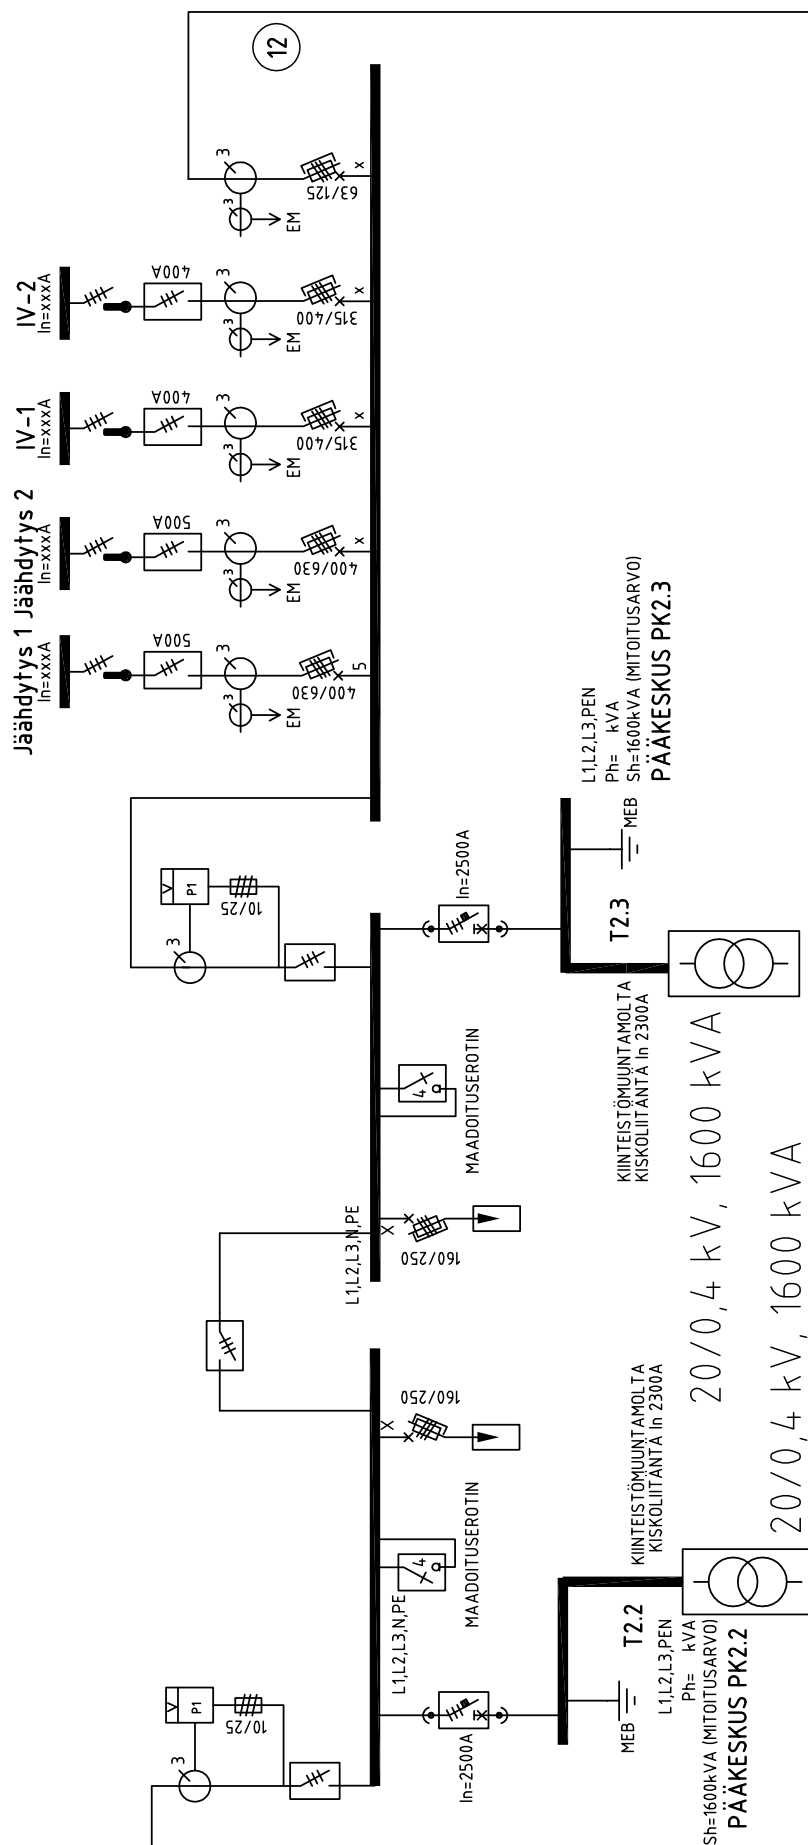 12
3
3
EM
63/125
x
IV-2
In=xxxA
400A
3
3
EM
315/400
x
IV-1
In=xxxA
400A
3
3
EM
315/400
x
Jäähdytys 2
In=xxxA
500A
3
3
EM
400/630
x
Jäähdytys 1
In=xxxA
500A
3
3
EM
400/630
5
L1,L2,L3,PEN
Ph= kVA
Sh=1600kVA (MITOITUSARVO)
PÄÄKESKUS PK2.3
MEB
V
P1
10/25
3
In=2500A
T2.3
KIINTEISTÖMUUNTAMOLTA
KISKOLIITÄNTÄ In 2300A
4
MAADOITUSEROTIN
20/0,4 kV, 1600 kVA
L1,L2,L3,N,PE
X
160/250
160/250
X
20/0,4 kV, 1600 kVA
KIINTEISTÖMUUNTAMOLTA
KISKOLIITÄNTÄ In 2300A
4
MAADOITUSEROTIN
L1,L2,L3,N,PE
T2.2
L1,L2,L3,PEN
Ph= kVA
Sh=1600kVA (MITOITUSARVO)
PÄÄKESKUS PK2.2
MEB
V
P1
10/25
3
In=2500A